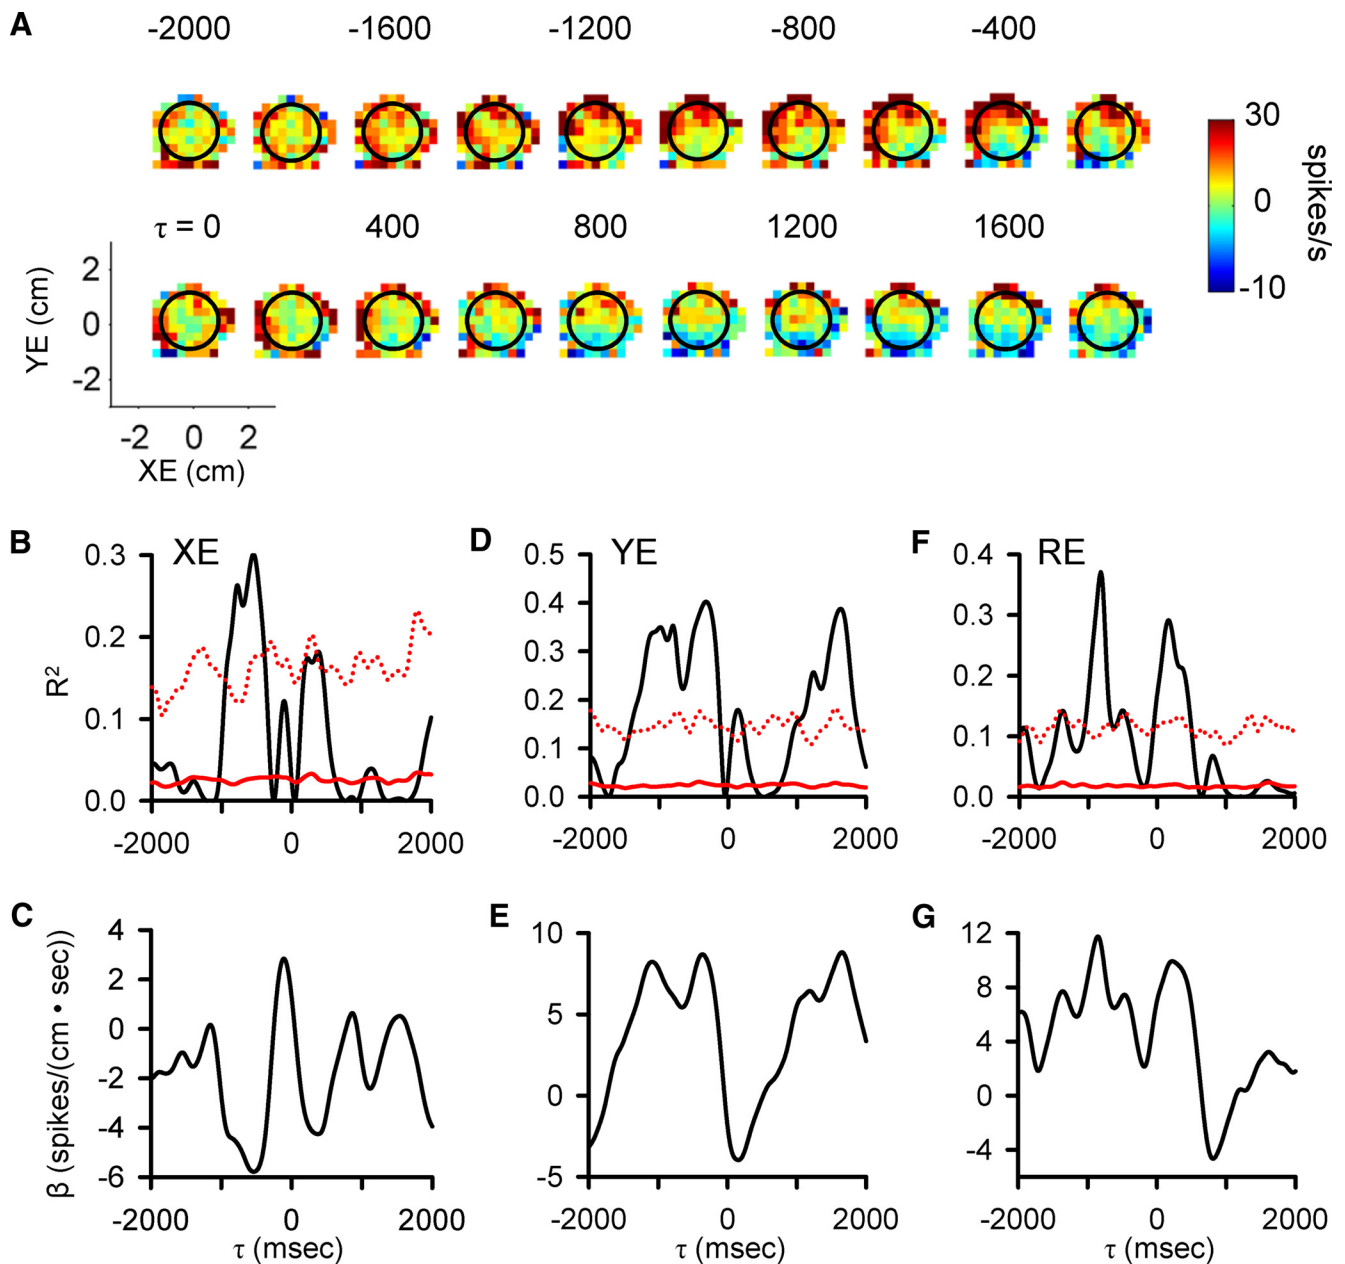 A
-2000 -1600 -1200 -800 -400
30
0
-10
spikes/s
τ = 0 400 800 1200 1600
YE (cm)
2
0
-2
-2 0 2
XE (cm)
B
XE
R²
0.3
0.2
0.1
0.0
-2000 0 2000
D
YE
0.5
0.4
0.3
0.2
0.1
0.0
-2000 0 2000
F
RE
0.4
0.3
0.2
0.1
0.0
-2000 0 2000
C
β (spikes/(cm • sec))
4
2
0
-2
-4
-6
-2000 0 2000
τ (msec)
E
10
5
0
-5
-2000 0 2000
τ (msec)
G
12
8
4
0
-4
-2000 0 2000
τ (msec)